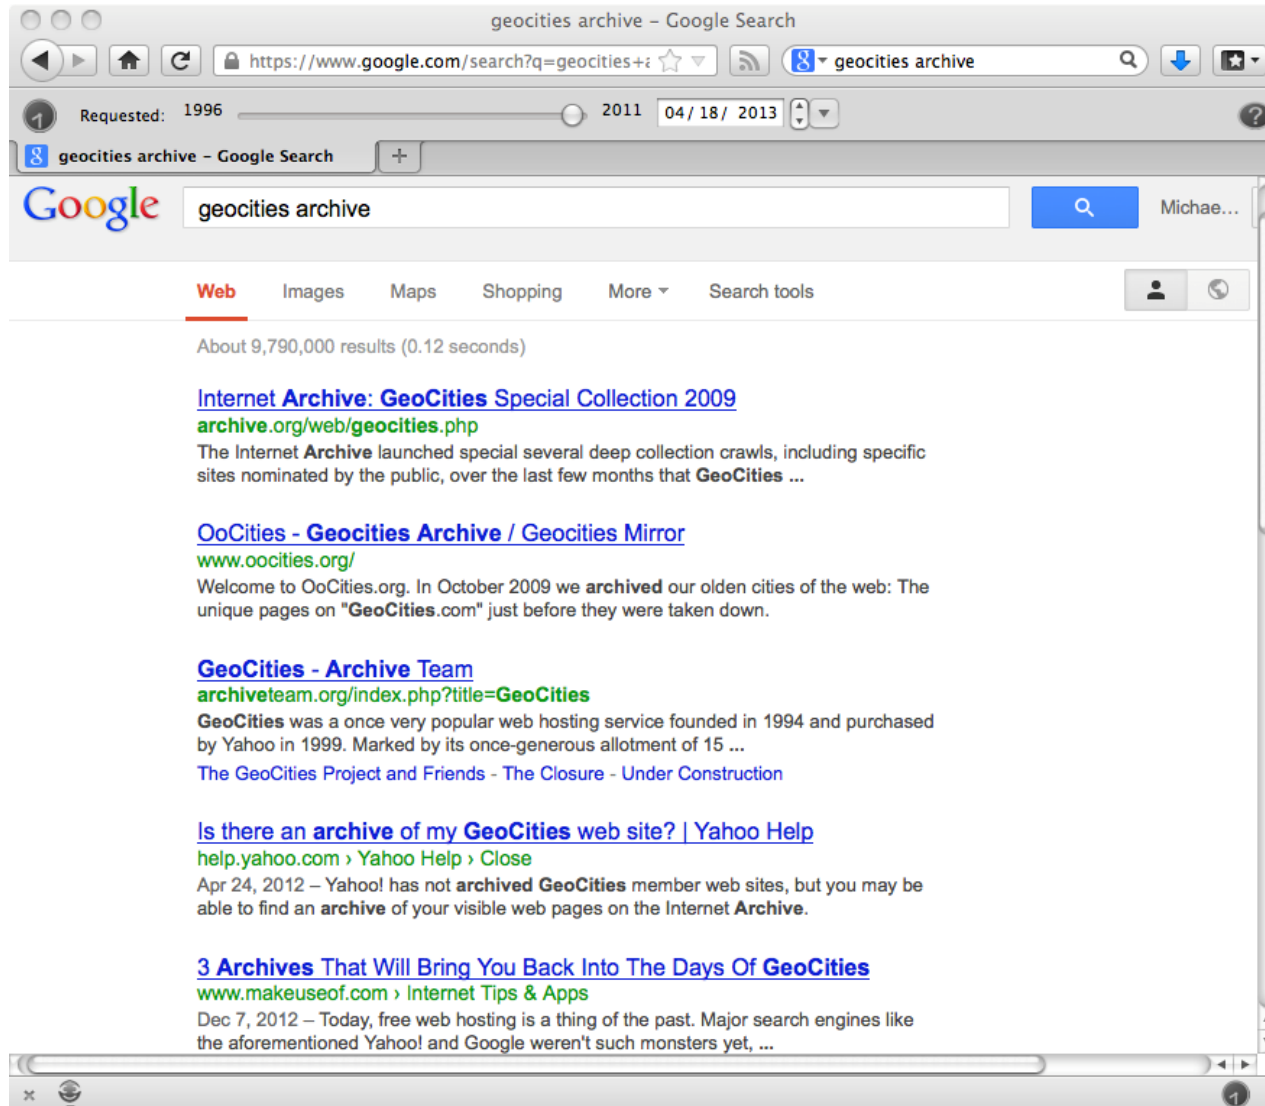 geocities archive – Google Search
https://www.google.com/search?q=geocities+a
geocities archive
Requested: 1996 2011 04/ 18/ 2013
geocities archive – Google Search
Google geocities archive Michae...
Web Images Maps Shopping More Search tools
About 9,790,000 results (0.12 seconds)
Internet Archive: GeoCities Special Collection 2009
archive.org/web/geocities.php
The Internet Archive launched special several deep collection crawls, including specific
sites nominated by the public, over the last few months that GeoCities ...
OoCities - Geocities Archive / Geocities Mirror
www.oocities.org/
Welcome to OoCities.org. In October 2009 we archived our olden cities of the web: The
unique pages on "GeoCities.com" just before they were taken down.
GeoCities - Archive Team
archiveteam.org/index.php?title=GeoCities
GeoCities was a once very popular web hosting service founded in 1994 and purchased
by Yahoo in 1999. Marked by its once-generous allotment of 15 ...
The GeoCities Project and Friends - The Closure - Under Construction
Is there an archive of my GeoCities web site? | Yahoo Help
help.yahoo.com › Yahoo Help › Close
Apr 24, 2012 – Yahoo! has not archived GeoCities member web sites, but you may be
able to find an archive of your visible web pages on the Internet Archive.
3 Archives That Will Bring You Back Into The Days Of GeoCities
www.makeuseof.com › Internet Tips & Apps
Dec 7, 2012 – Today, free web hosting is a thing of the past. Major search engines like
the aforementioned Yahoo! and Google weren't such monsters yet, ...